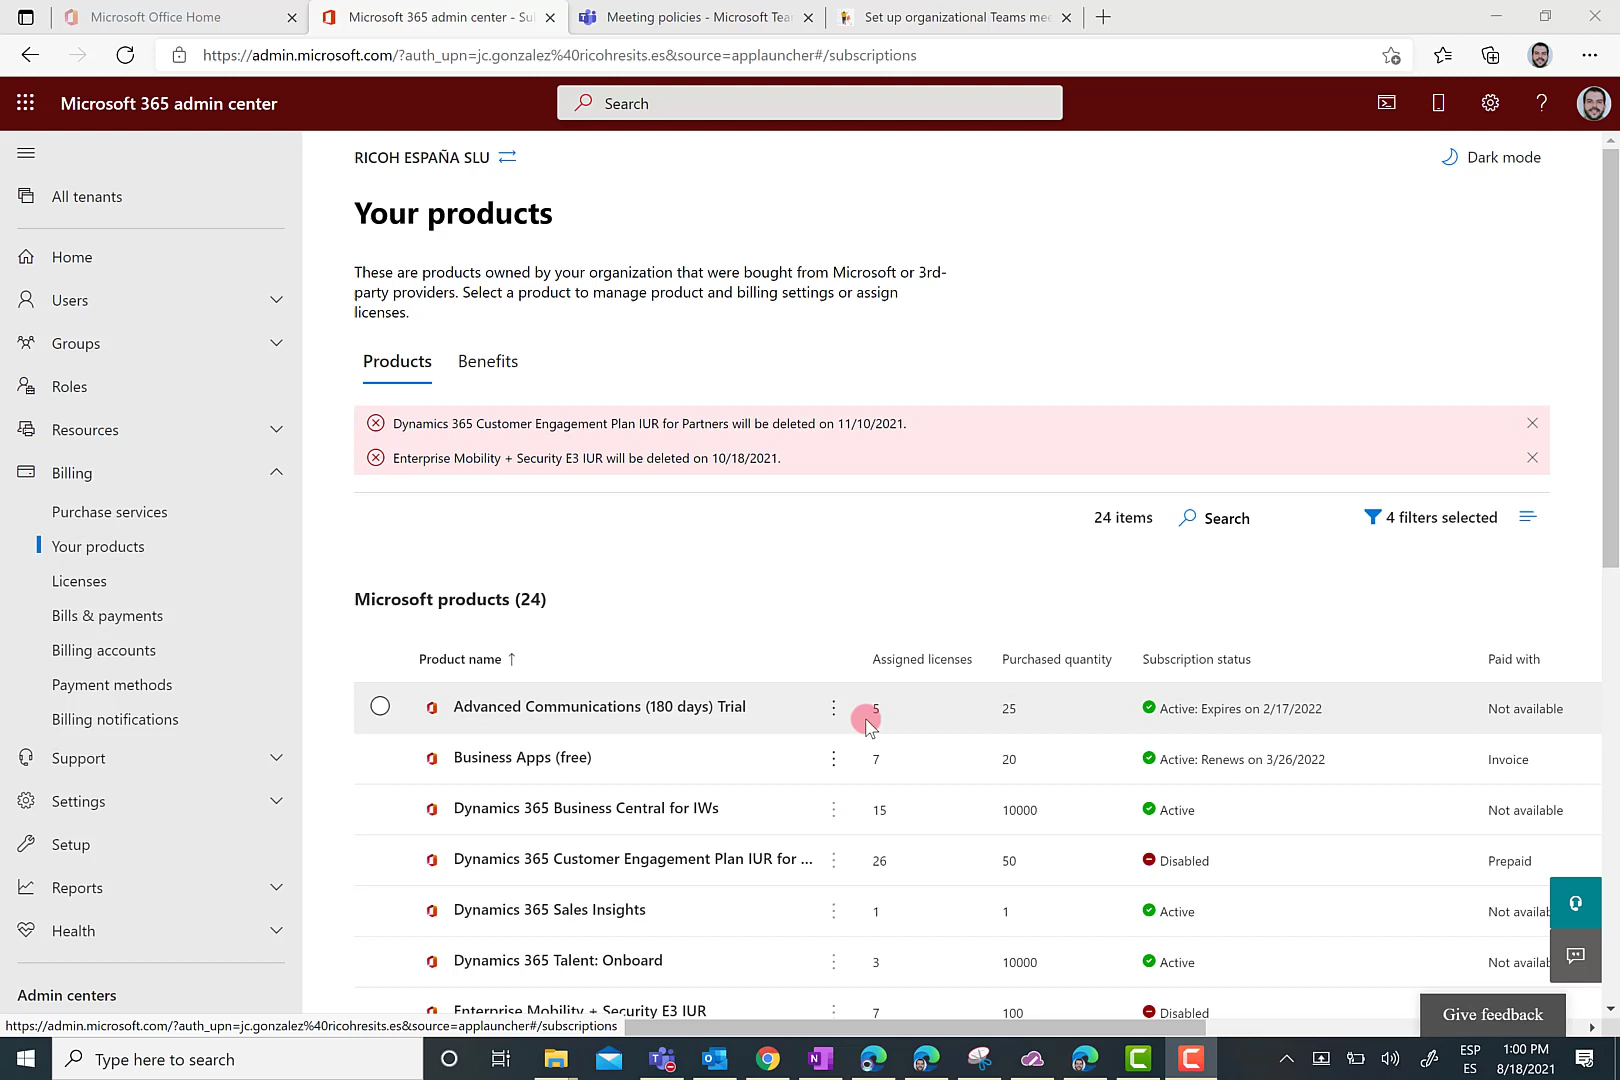 Microsoft Office Home
Microsoft 365 admin center - Su
Meeting policies - Microsoft Tea
Set up organizational Teams mee
https://admin.microsoft.com/?auth_upn=jc.gonzalez%40ricohresits.es&source=applauncher#/subscriptions
Microsoft 365 admin center
Search
RICOH ESPAÑA SLU
Dark mode
All tenants
Home
Users
Groups
Roles
Resources
Billing
Purchase services
Your products
Licenses
Bills & payments
Billing accounts
Payment methods
Billing notifications
Support
Settings
Setup
Reports
Health
Admin centers
Your products
These are products owned by your organization that were bought from Microsoft or 3rd-
party providers. Select a product to manage product and billing settings or assign
licenses.
Products Benefits
Dynamics 365 Customer Engagement Plan IUR for Partners will be deleted on 11/10/2021.
Enterprise Mobility + Security E3 IUR will be deleted on 10/18/2021.
24 items Search 4 filters selected
Microsoft products (24)
Product name ↑ Assigned licenses Purchased quantity Subscription status Paid with
Advanced Communications (180 days) Trial 5 25 Active: Expires on 2/17/2022 Not available
Business Apps (free) 7 20 Active: Renews on 3/26/2022 Invoice
Dynamics 365 Business Central for IWs 15 10000 Active Not available
Dynamics 365 Customer Engagement Plan IUR for ... 26 50 Disabled Prepaid
Dynamics 365 Sales Insights 1 1 Active Not availab
Dynamics 365 Talent: Onboard 3 10000 Active Not availab
Enterprise Mobility + Security E3 IUR 7 100 Disabled
Give feedback
https://admin.microsoft.com/?auth_upn=jc.gonzalez%40ricohresits.es&source=applauncher#/subscriptions
Type here to search
ESP
ES
1:00 PM
8/18/2021